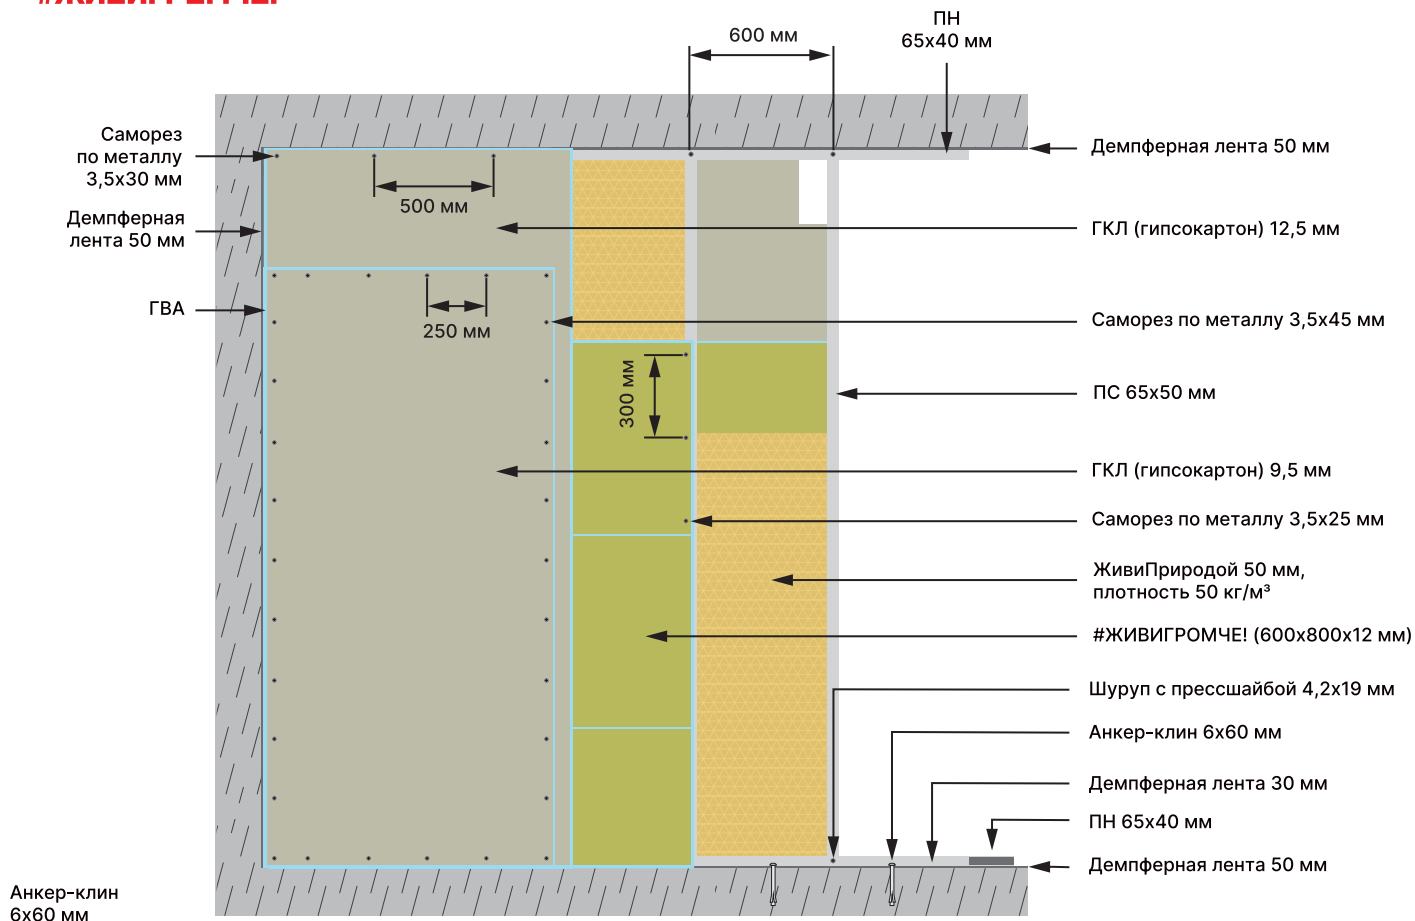 600 мм
ПН
65х40 мм
Саморез
по металлу
3,5х30 мм
Демпферная лента 50 мм
500 мм
Демпферная
лента 50 мм
ГКЛ (гипсокартон) 12,5 мм
ГВА
250 мм
Саморез по металлу 3,5х45 мм
300 мм
ПС 65х50 мм
ГКЛ (гипсокартон) 9,5 мм
Саморез по металлу 3,5х25 мм
ЖивиПриродой 50 мм,
плотность 50 кг/м³
#ЖИВИГРОМЧЕ! (600х800х12 мм)
Шуруп с прессшайбой 4,2х19 мм
Анкер-клин 6х60 мм
Демпферная лента 30 мм
ПН 65х40 мм
Демпферная лента 50 мм
Анкер-клин
6х60 мм